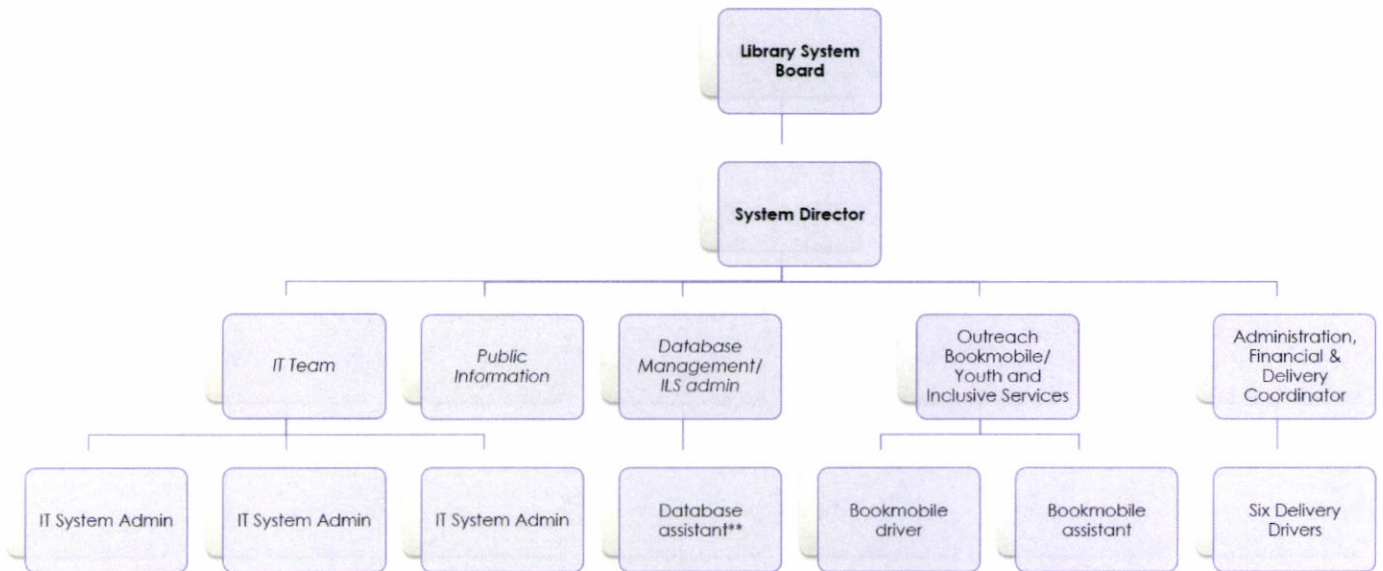 Library System
Board
System Director
IT Team
Public
Information
Database
Management/
ILS admin
Outreach
Bookmobile/
Youth and
Inclusive Services
Administration,
Financial &
Delivery
Coordinator
IT System Admin
IT System Admin
IT System Admin
Database
assistant**
Bookmobile
driver
Bookmobile
assistant
Six Delivery
Drivers